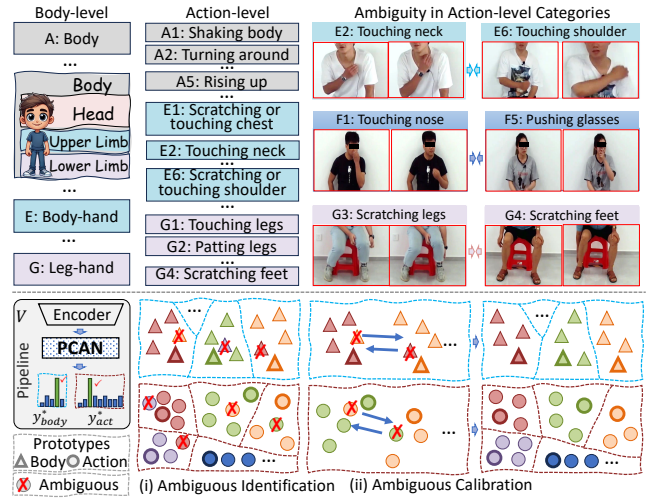 Body-level
Action-level
Ambiguity in Action-level Categories
A: Body
...
Body
Head
Upper Limb
Lower Limb
...
E: Body-hand
...
G: Leg-hand
A1: Shaking body
A2: Turning around
...
A5: Rising up
...
E1: Scratching or
touching chest
E2: Touching neck
...
E6: Scratching or
touching shoulder
...
G1: Touching legs
G2: Patting legs
...
G4: Scratching feet
E2: Touching neck
E6: Touching shoulder
F1: Touching nose
F5: Pushing glasses
G3: Scratching legs
G4: Scratching feet
V
Encoder
PCAN
Pipeline
y*body
y*act
Prototypes
Body
Action
Ambiguous
...
...
...
...
...
...
(i) Ambiguous Identification
(ii) Ambiguous Calibration